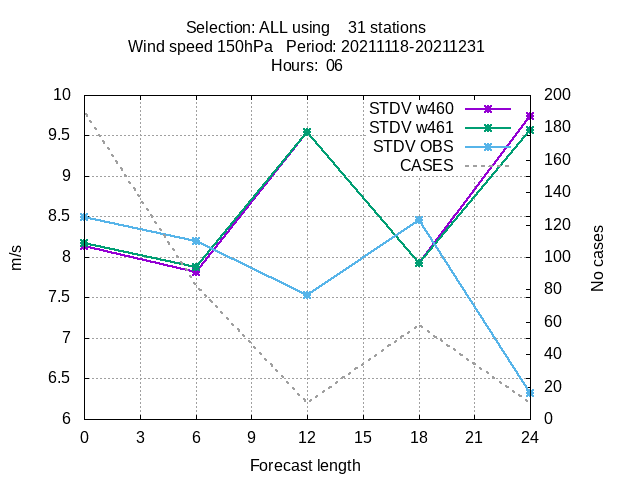 Selection: ALL using    31 stations
Wind speed 150hPa   Period: 20211118-20211231
Hours:  06
STDV w460
STDV w461
STDV OBS
CASES
10
9.5
9
8.5
8
7.5
7
6.5
6
m/s
200
180
160
140
120
100
80
60
40
20
0
No cases
0 3 6 9 12 15 18 21 24
Forecast length